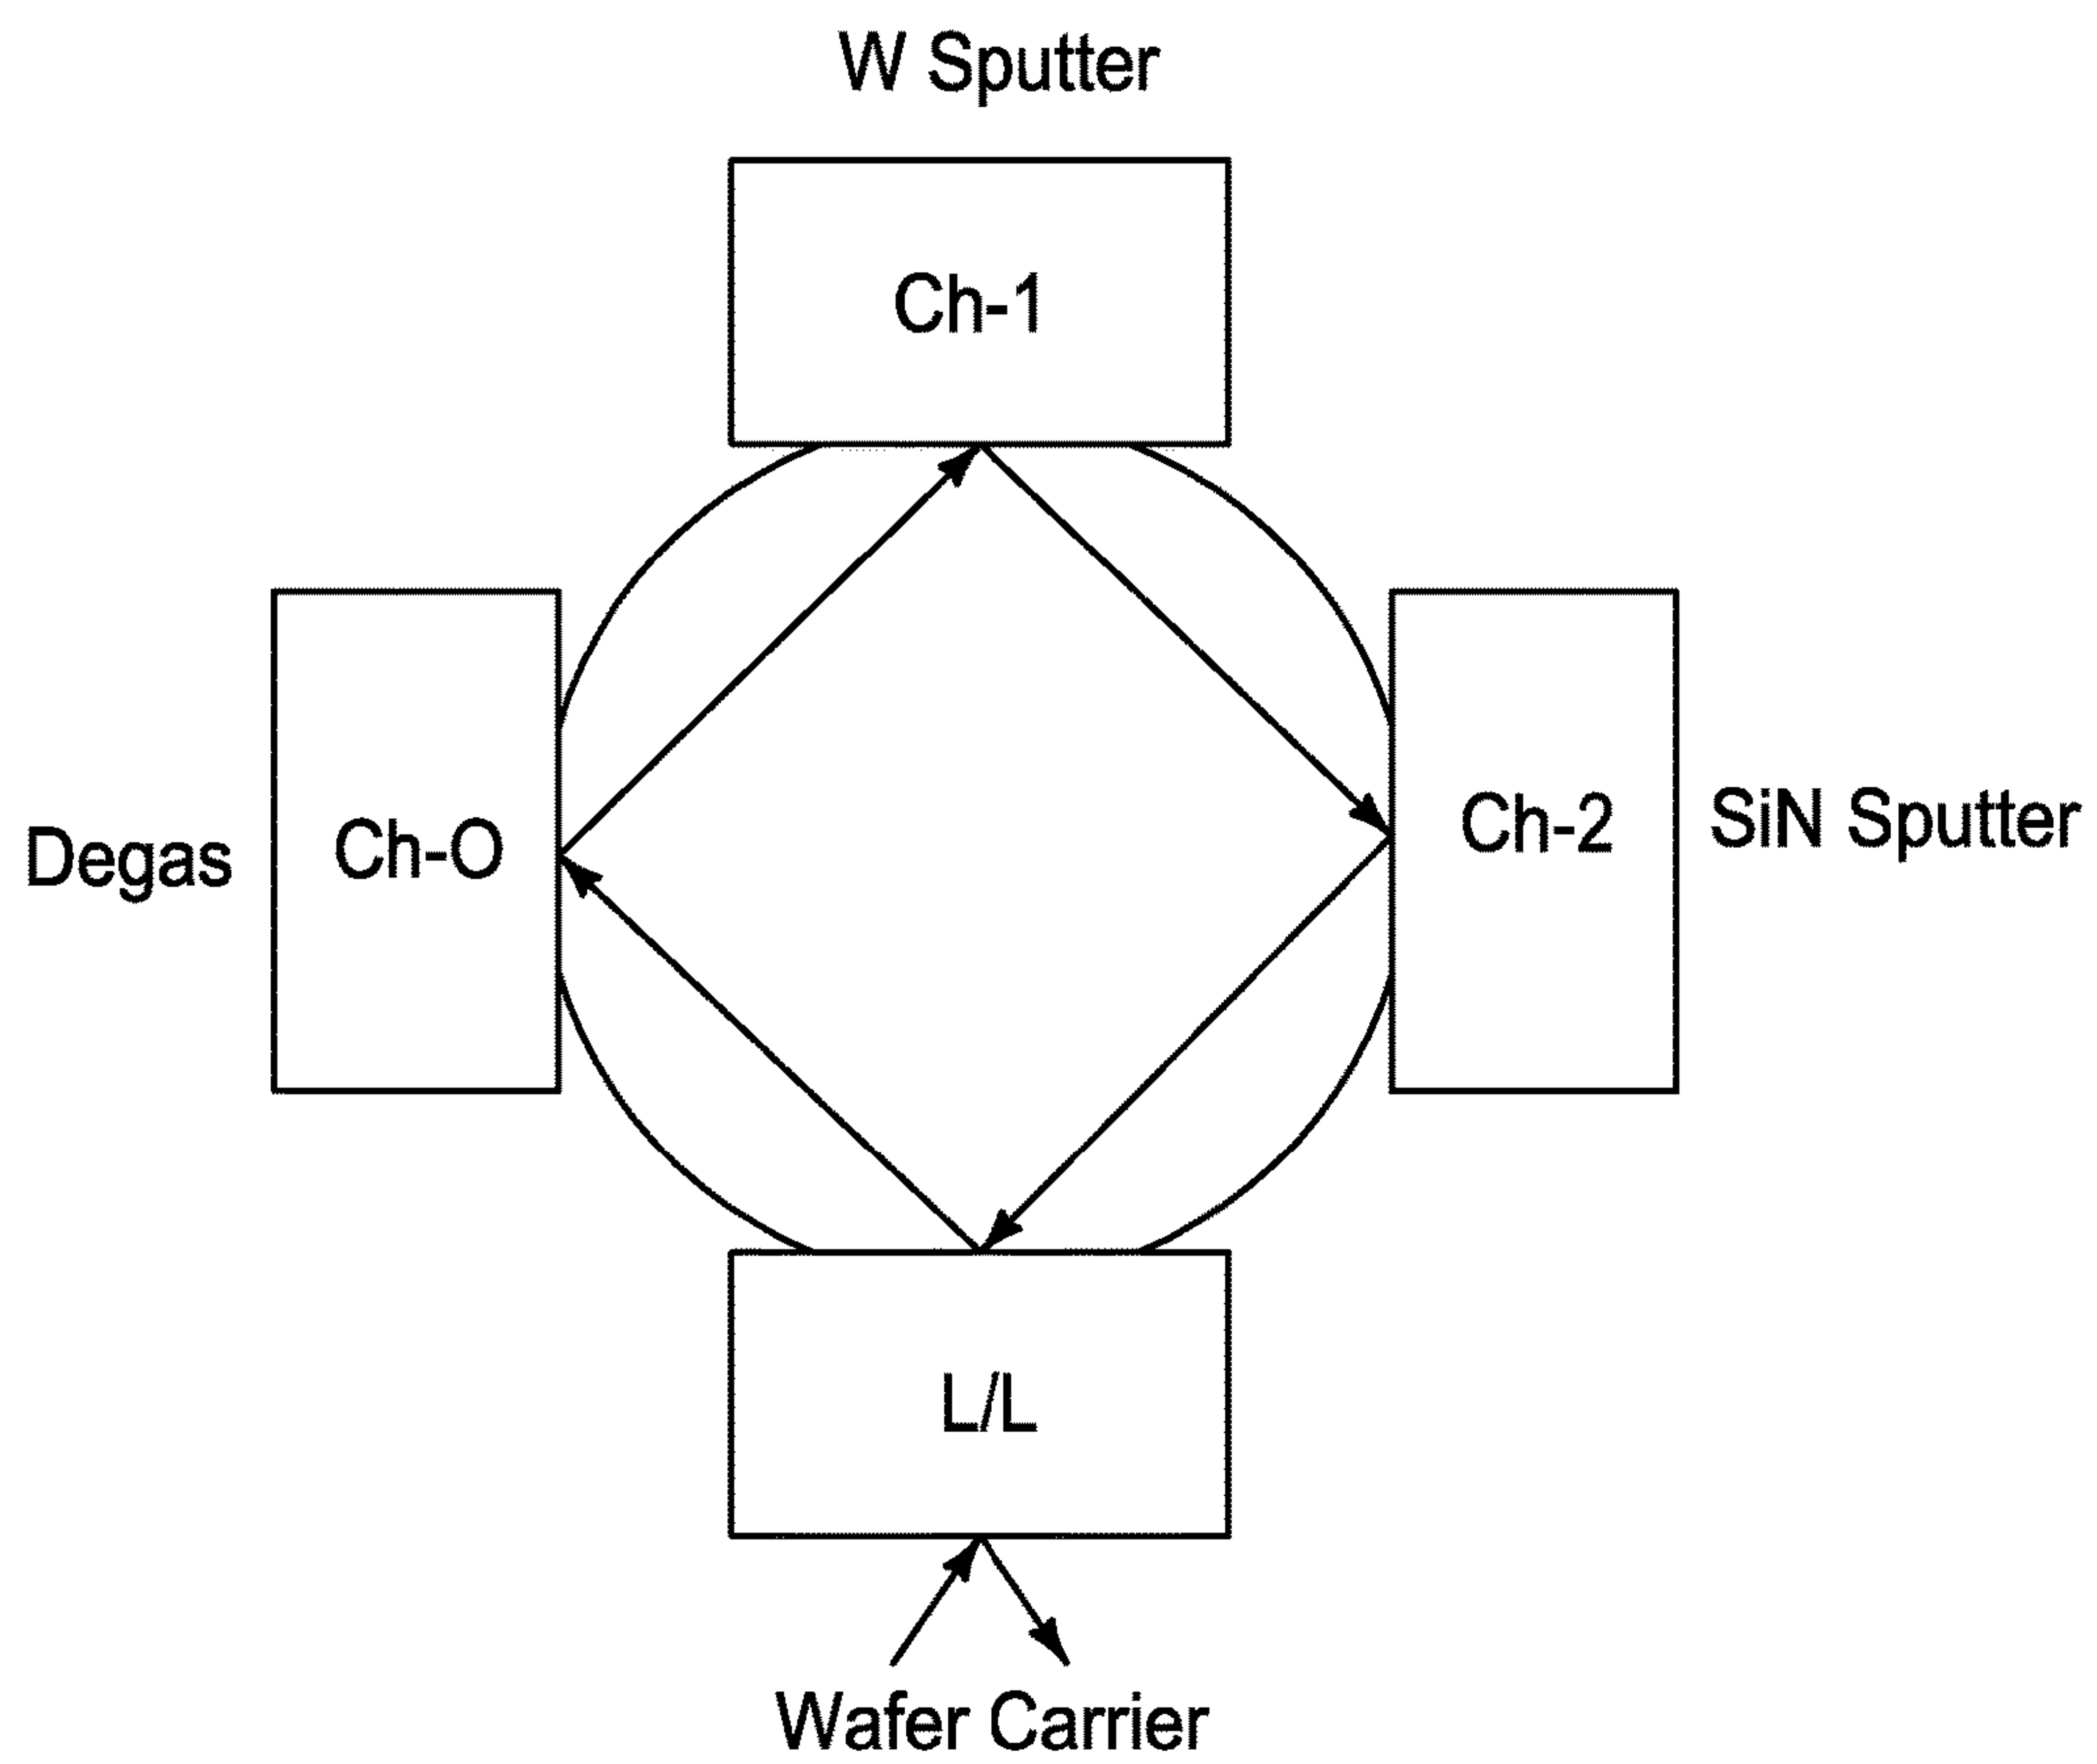 W Sputter
Ch-1
Degas
Ch-O
Ch-2
SiN Sputter
L/L
Wafer Carrier